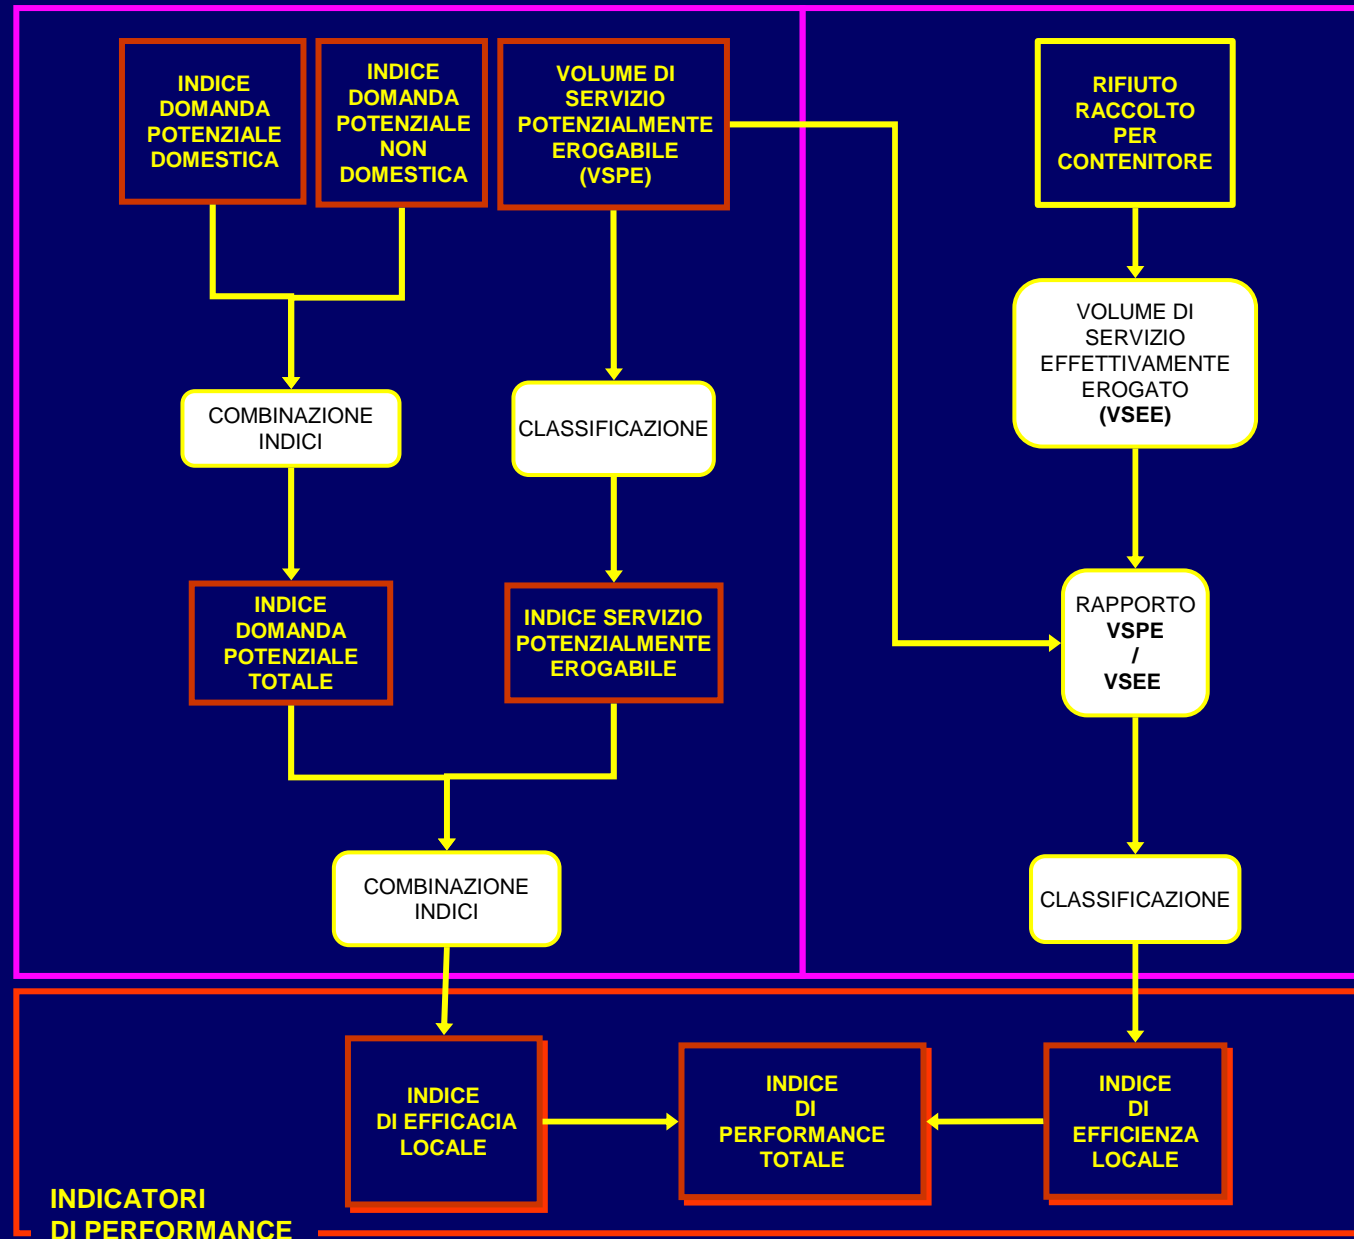 INDICE
DOMANDA
POTENZIALE
DOMESTICA
INDICE
DOMANDA
POTENZIALE
NON
DOMESTICA
VOLUME DI
SERVIZIO
POTENZIALMENTE
EROGABILE
(VSPE)
RIFIUTO
RACCOLTO
PER
CONTENITORE
VOLUME DI
SERVIZIO
EFFETTIVAMENTE
EROGATO
(VSEE)
COMBINAZIONE
INDICI
CLASSIFICAZIONE
INDICE
DOMANDA
POTENZIALE
TOTALE
INDICE SERVIZIO
POTENZIALMENTE
EROGABILE
RAPPORTO
VSPE
/
VSEE
COMBINAZIONE
INDICI
CLASSIFICAZIONE
INDICE
DI EFFICACIA
LOCALE
INDICE
DI
PERFORMANCE
TOTALE
INDICE
DI
EFFICIENZA
LOCALE
INDICATORI
DI PERFORMANCE